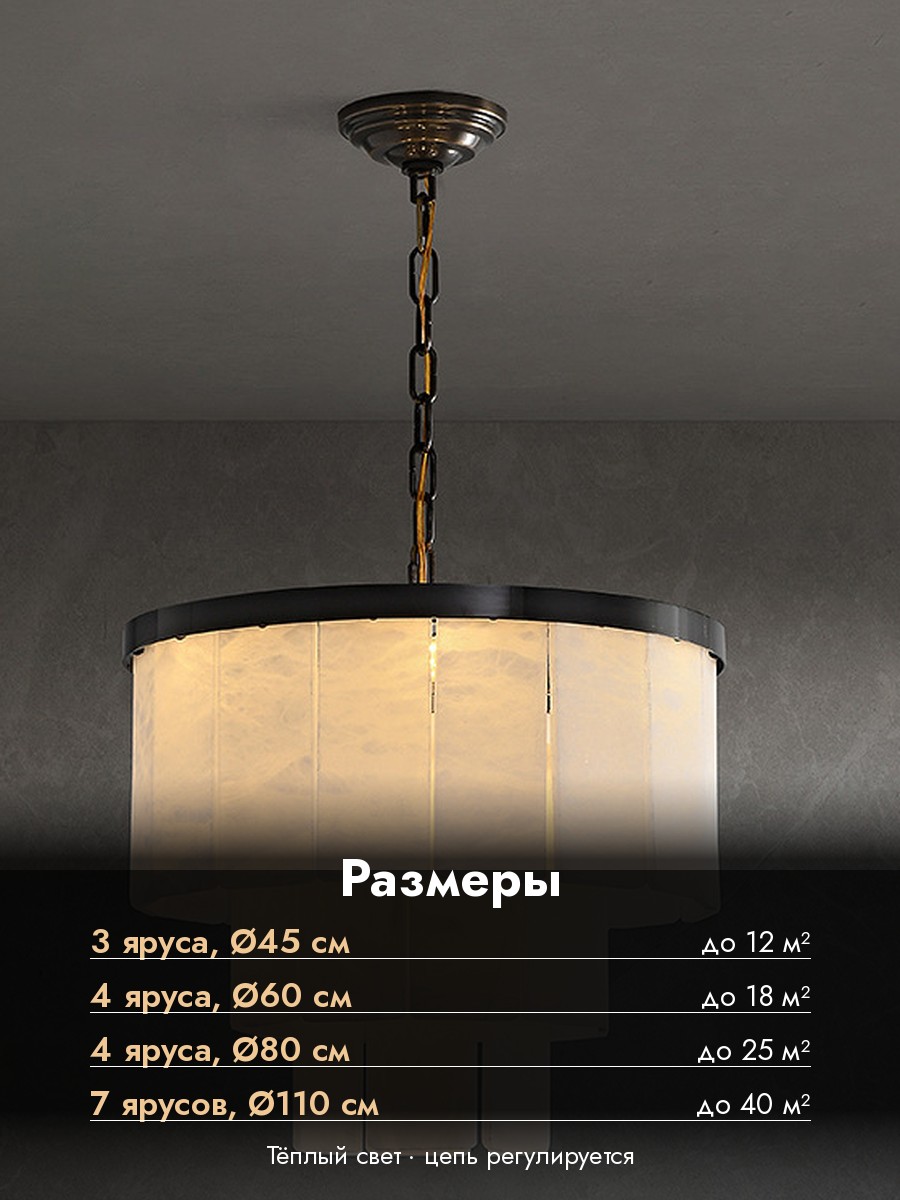 Размеры
3 яруса, Ø45 см до 12 м²
4 яруса, Ø60 см до 18 м²
4 яруса, Ø80 см до 25 м²
7 ярусов, Ø110 см до 40 м²
Тёплый свет · цепь регулируется